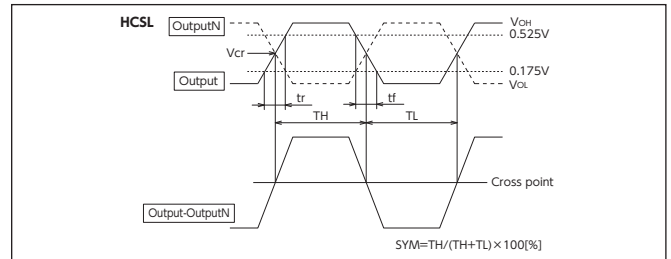 HCSL
OutputN
VOH
0.525V
Vcr
Output
0.175V
VOL
tr
tf
TH
TL
Cross point
Output-OutputN
SYM=TH/(TH+TL)×100[%]